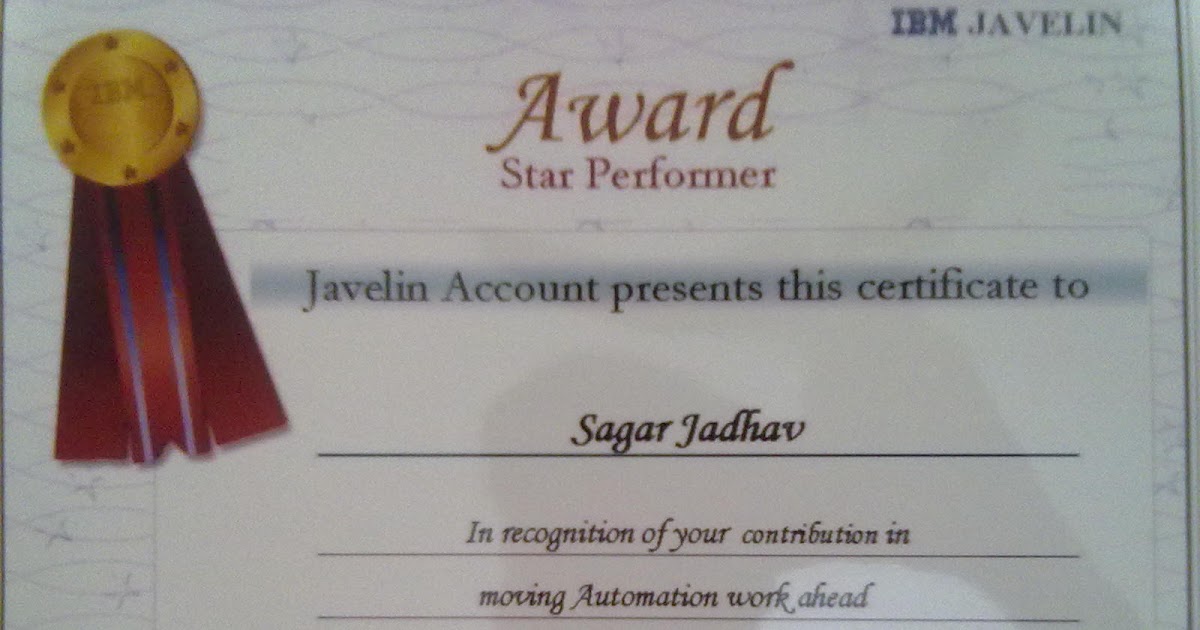 IBM JAVELIN
IBM
Award
Star Performer
Javelin Account presents this certificate to
Sagar Jadhav
In recognition of your contribution in
moving Automation work ahead